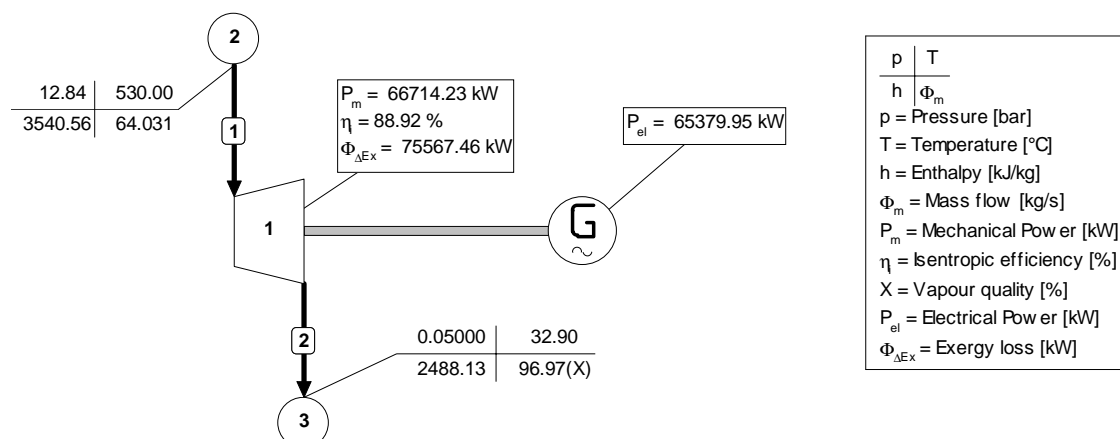 2
12.84 530.00
3540.56 64.031
1
P_m = 66714.23 kW
η_i = 88.92 %
Φ_ΔEx = 75567.46 kW
P_el = 65379.95 kW
1
G
2
0.05000 32.90
2488.13 96.97(X)
3
p T
h Φ_m
p = Pressure [bar]
T = Temperature [°C]
h = Enthalpy [kJ/kg]
Φ_m = Mass flow [kg/s]
P_m = Mechanical Power [kW]
η_i = Isentropic efficiency [%]
X = Vapour quality [%]
P_el = Electrical Power [kW]
Φ_ΔEx = Exergy loss [kW]